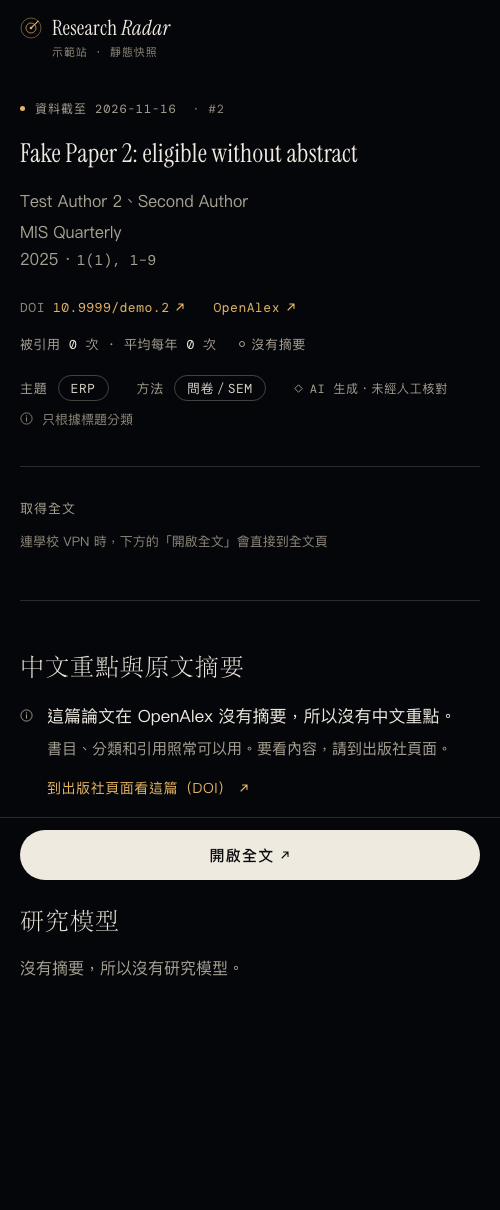 Research Radar
示範站 · 靜態快照
資料截至 2026-11-16 · #2
Fake Paper 2: eligible without abstract
Test Author 2、Second Author
MIS Quarterly
2025 · 1(1), 1–9
DOI 10.9999/demo.2 ↗ OpenAlex ↗
被引用 0 次 · 平均每年 0 次 ○ 沒有摘要
主題 ERP 方法 問卷 / SEM ◇ AI 生成 · 未經人工核對
ⓘ 只根據標題分類
取得全文
連學校 VPN 時，下方的「開啟全文」會直接到全文頁
中文重點與原文摘要
ⓘ 這篇論文在 OpenAlex 沒有摘要，所以沒有中文重點。
書目、分類和引用照常可以用。要看內容，請到出版社頁面。
到出版社頁面看這篇（DOI） ↗
開啟全文 ↗
研究模型
沒有摘要，所以沒有研究模型。